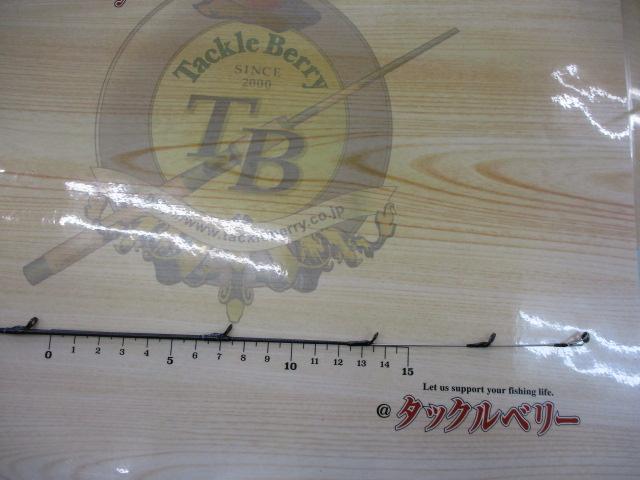 Tackle Berry
SINCE
2000
TB
www.tackleberry.co.jp
0 1 2 3 4 5 6 7 8 9 10 11 12 13 14 15
Let us support your fishing life.
@タックルベリー